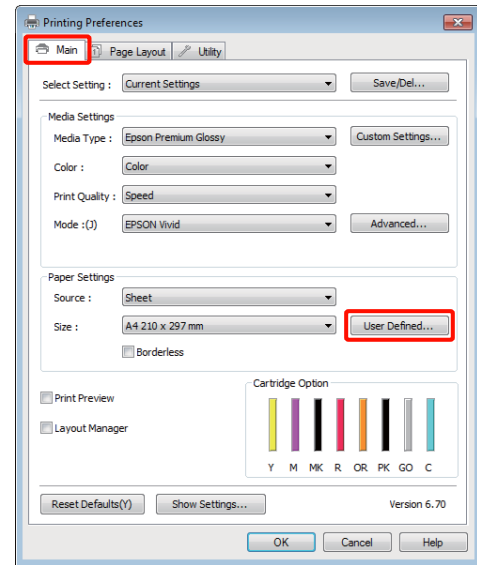 Printing Preferences
Main Page Layout Utility
Select Setting : Current Settings Save/Del...
Media Settings
Media Type : Epson Premium Glossy Custom Settings...
Color : Color
Print Quality : Speed
Mode :(J) EPSON Vivid Advanced...
Paper Settings
Source : Sheet
Size : A4 210 x 297 mm User Defined...
Borderless
Print Preview
Layout Manager
Cartridge Option
Y M MK R OR PK GO C
Reset Defaults(Y) Show Settings... Version 6.70
OK Cancel Help